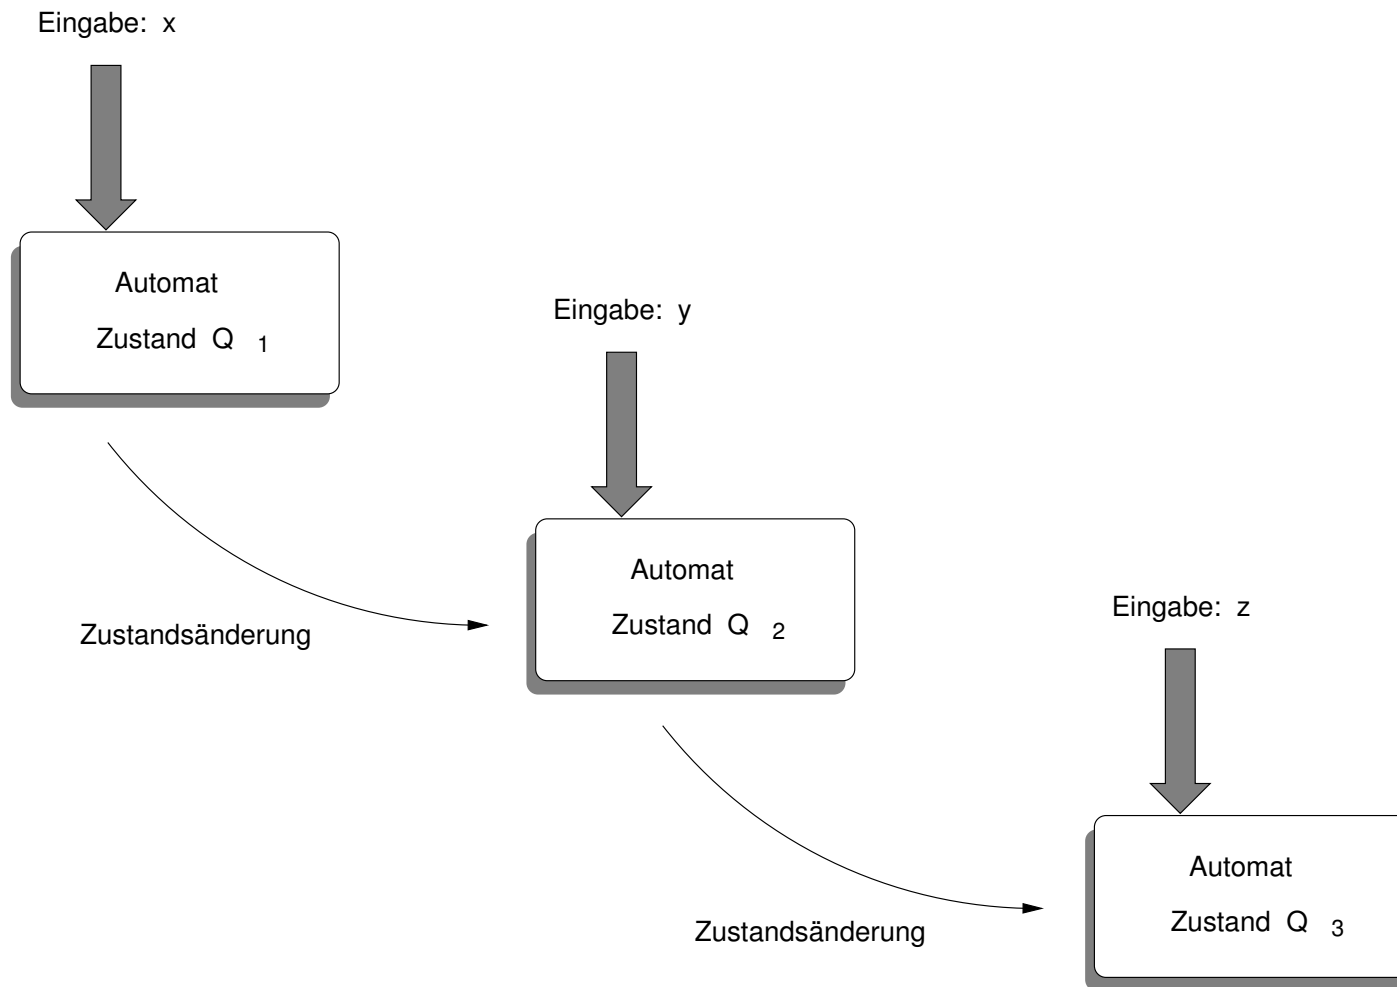 Eingabe: x
Automat
Zustand Q 1
Eingabe: y
Automat
Zustand Q 2
Zustandsänderung
Eingabe: z
Automat
Zustand Q 3
Zustandsänderung